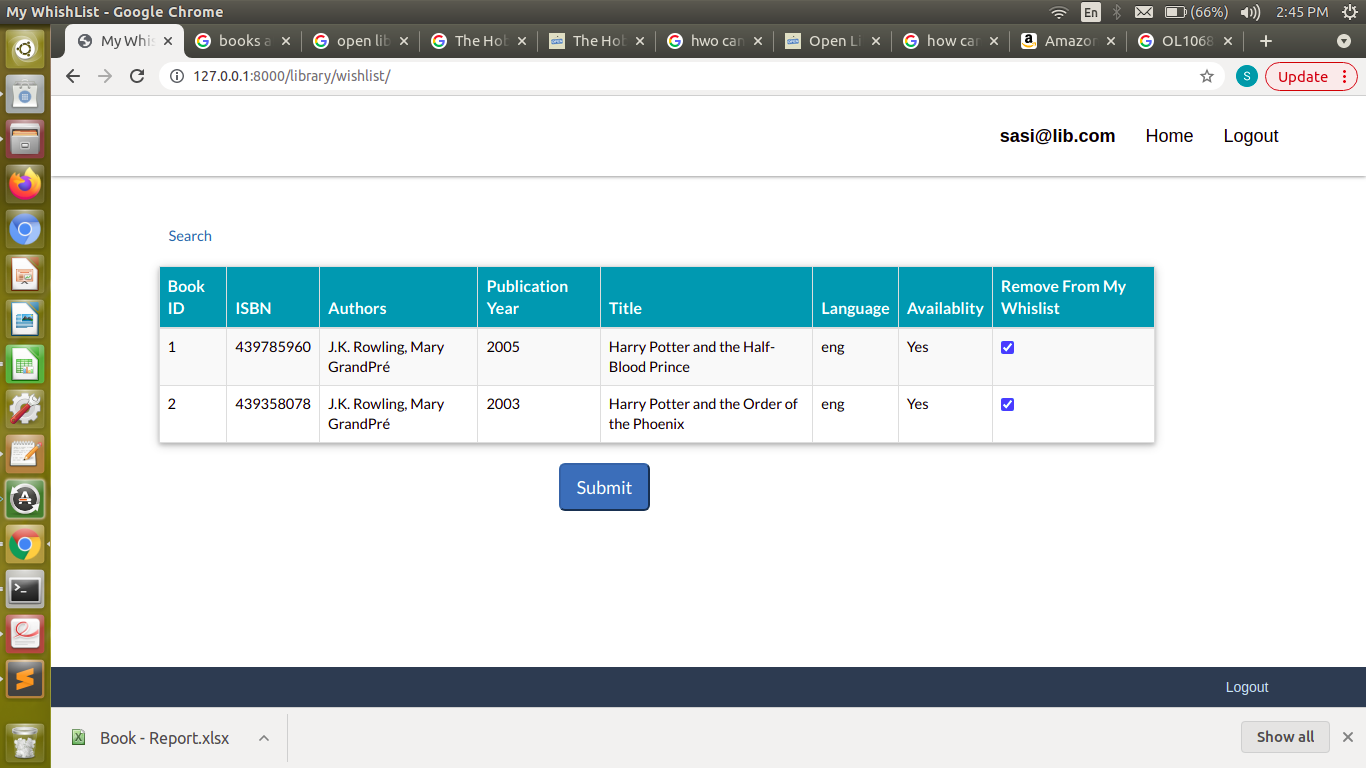 My WhishList - Google Chrome
En
(66%)
2:45 PM
My Whis
books a
open lib
The Hob
The Hob
hwo can
Open Li
how can
Amazon
OL1068
127.0.0.1:8000/library/wishlist/
S
Update
sasi@lib.com Home Logout
Search
Book ID
ISBN
Authors
Publication Year
Title
Language
Availablity
Remove From My Whislist
1 439785960 J.K. Rowling, Mary GrandPré 2005 Harry Potter and the Half-Blood Prince eng Yes
2 439358078 J.K. Rowling, Mary GrandPré 2003 Harry Potter and the Order of the Phoenix eng Yes
Submit
Logout
Book - Report.xlsx
Show all